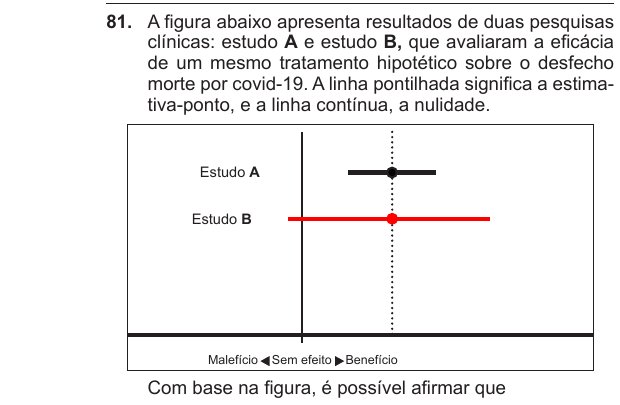 81. A figura abaixo apresenta resultados de duas pesquisas
clínicas: estudo A e estudo B, que avaliaram a eficácia
de um mesmo tratamento hipotético sobre o desfecho
morte por covid-19. A linha pontilhada significa a estima-
tiva-ponto, e a linha contínua, a nulidade.
Estudo A
Estudo B
Malefício ◀ Sem efeito ▶ Benefício
Com base na figura, é possível afirmar que